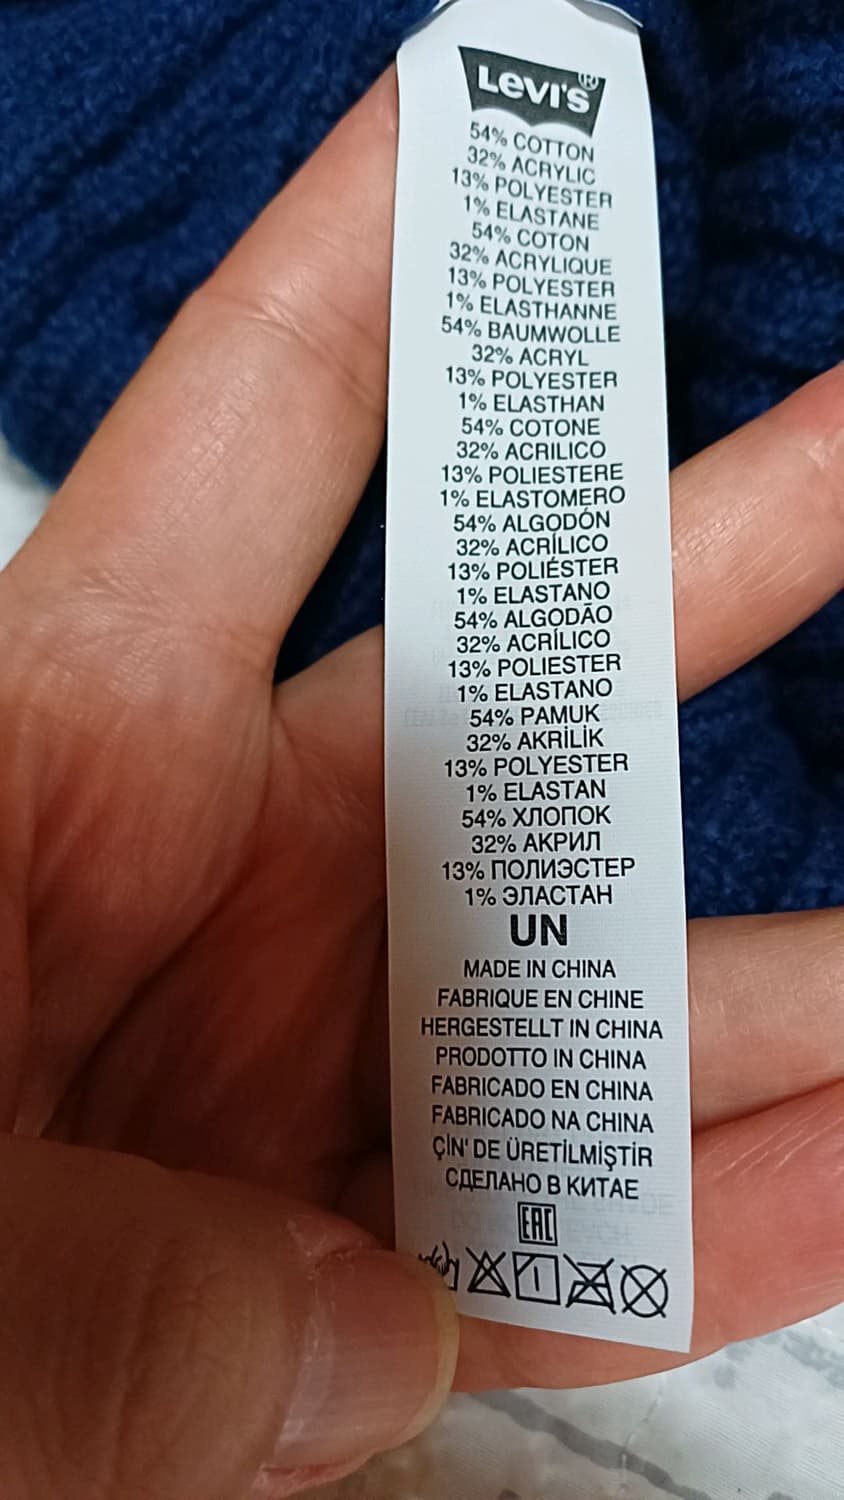 Levi's®
54% COTTON
32% ACRYLIC
13% POLYESTER
1% ELASTANE
54% COTON
32% ACRYLIQUE
13% POLYESTER
1% ELASTHANNE
54% BAUMWOLLE
32% ACRYL
13% POLYESTER
1% ELASTHAN
54% COTONE
32% ACRILICO
13% POLIESTERE
1% ELASTOMERO
54% ALGODÓN
32% ACRÍLICO
13% POLIÉSTER
1% ELASTANO
54% ALGODÃO
32% ACRÍLICO
13% POLIESTER
1% ELASTANO
54% PAMUK
32% AKRİLİK
13% POLYESTER
1% ELASTAN
54% ХЛОПОК
32% АКРИЛ
13% ПОЛИЭСТЕР
1% ЭЛАСТАН
UN
MADE IN CHINA
FABRIQUE EN CHINE
HERGESTELLT IN CHINA
PRODOTTO IN CHINA
FABRICADO EN CHINA
FABRICADO NA CHINA
ÇİN' DE ÜRETİLMİŞTİR
СДЕЛАНО В КИТАЕ
EAC